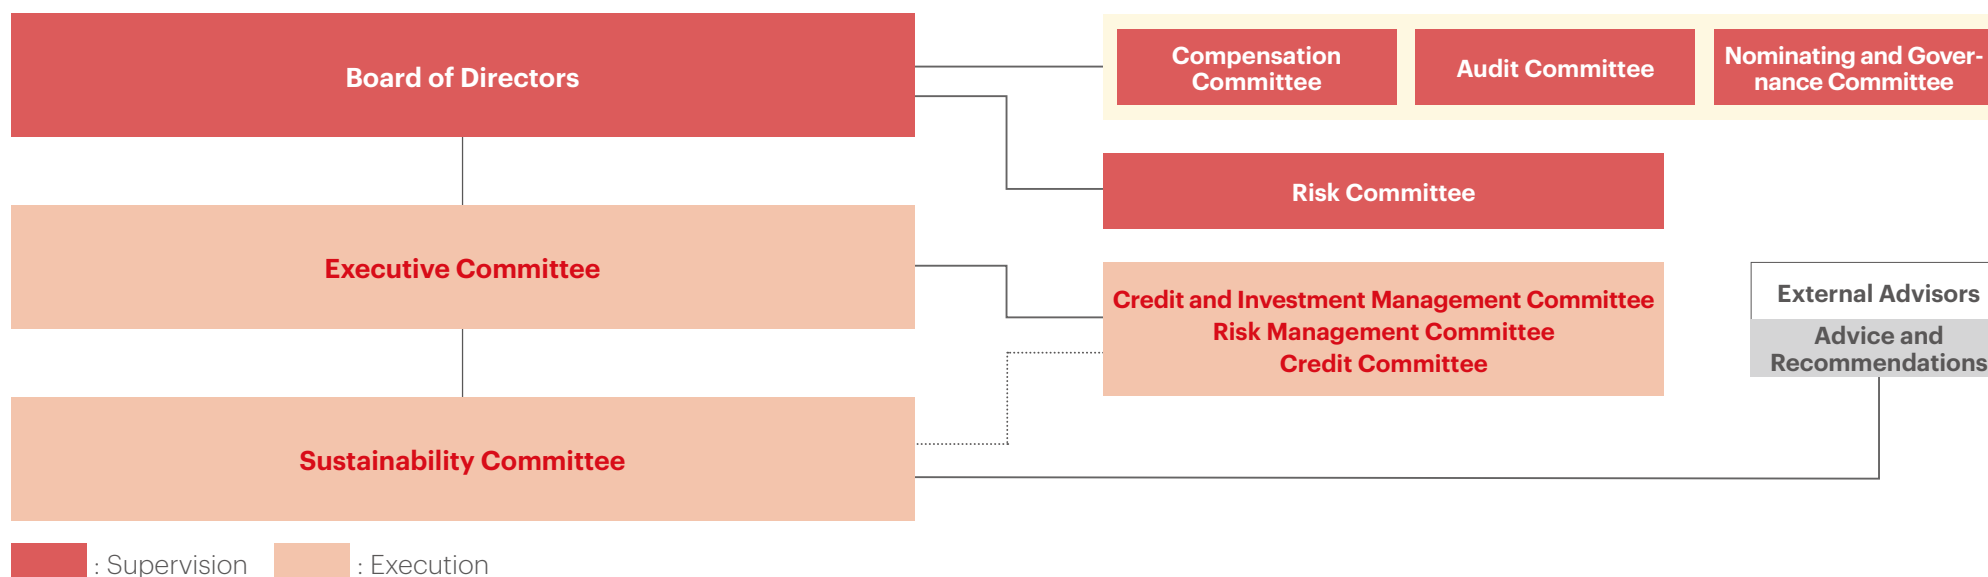 Board of Directors
Compensation
Committee
Audit Committee
Nominating and Gover-
nance Committee
Risk Committee
Executive Committee
Credit and Investment Management Committee
Risk Management Committee
Credit Committee
External Advisors
Advice and
Recommendations
Sustainability Committee
: Supervision
: Execution